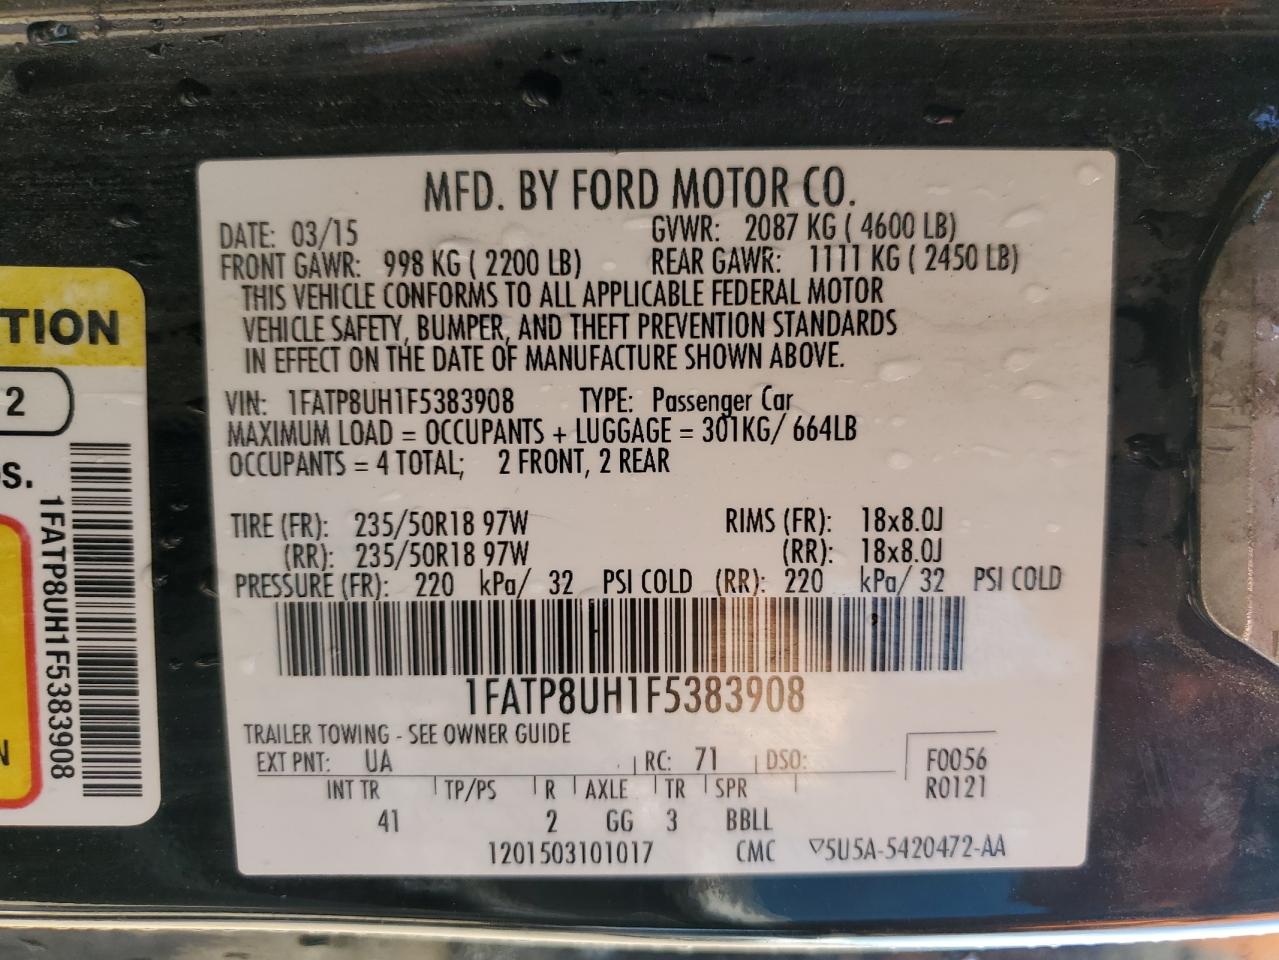 MFD. BY FORD MOTOR CO.
DATE: 03/15 GVWR: 2087 KG ( 4600 LB)
FRONT GAWR: 998 KG ( 2200 LB) REAR GAWR: 1111 KG ( 2450 LB)
THIS VEHICLE CONFORMS TO ALL APPLICABLE FEDERAL MOTOR
VEHICLE SAFETY, BUMPER, AND THEFT PREVENTION STANDARDS
IN EFFECT ON THE DATE OF MANUFACTURE SHOWN ABOVE.
VIN: 1FATP8UH1F5383908 TYPE: Passenger Car
MAXIMUM LOAD = OCCUPANTS + LUGGAGE = 301KG/ 664LB
OCCUPANTS = 4 TOTAL; 2 FRONT, 2 REAR
TIRE (FR): 235/50R18 97W RIMS (FR): 18x8.0J
(RR): 235/50R18 97W (RR): 18x8.0J
PRESSURE (FR): 220 kPa/ 32 PSI COLD (RR): 220 kPa/ 32 PSI COLD
1FATP8UH1F5383908
TRAILER TOWING - SEE OWNER GUIDE
EXT PNT: UA RC: 71 DSO: F0056
INT TR TP/PS R AXLE TR SPR R0121
41 2 GG 3 BBLL
1201503101017 CMC ▽5U5A-5420472-AA
TION
2
S.
N
1FATP8UH1F5383908